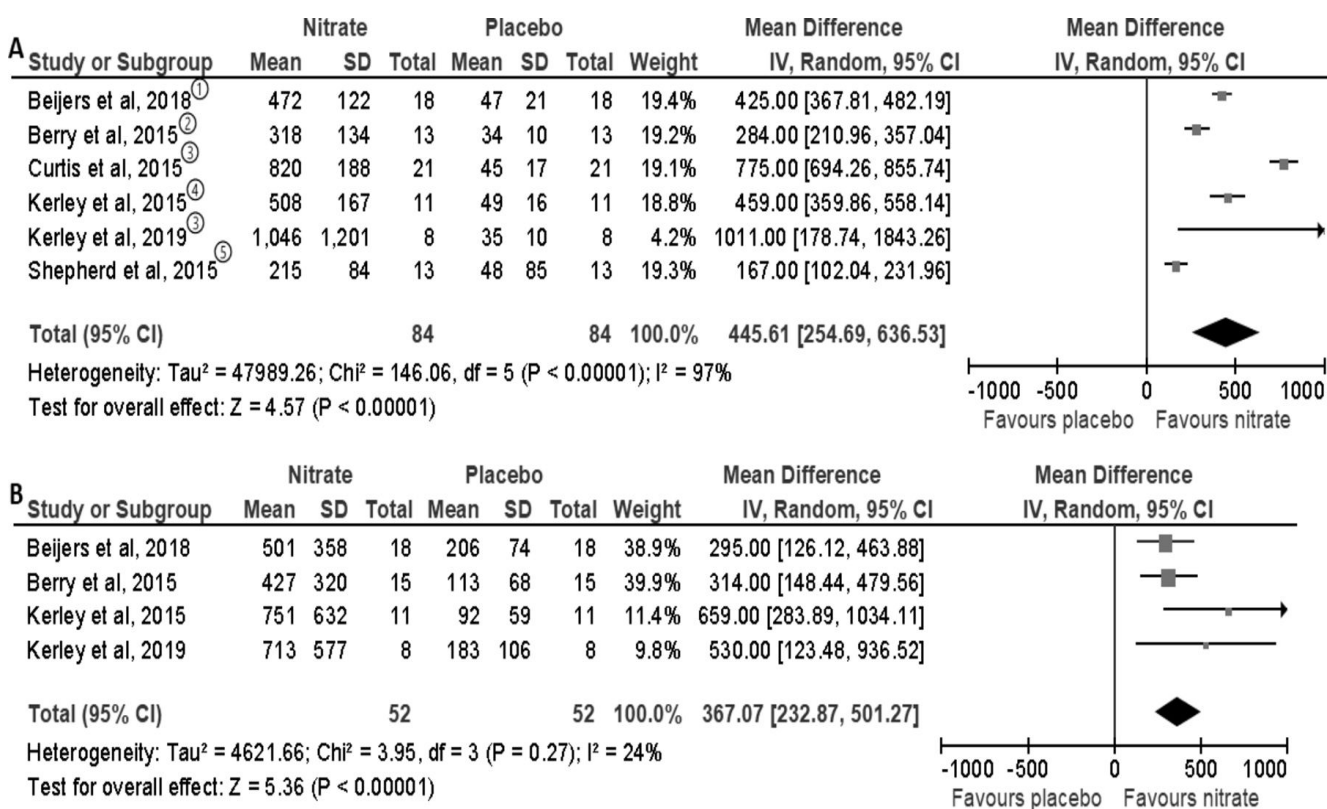 A
Nitrate Placebo Mean Difference Mean Difference
Study or Subgroup Mean SD Total Mean SD Total Weight IV, Random, 95% CI IV, Random, 95% CI
Beijers et al, 2018① 472 122 18 47 21 18 19.4% 425.00 [367.81, 482.19]
Berry et al, 2015② 318 134 13 34 10 13 19.2% 284.00 [210.96, 357.04]
Curtis et al, 2015③ 820 188 21 45 17 21 19.1% 775.00 [694.26, 855.74]
Kerley et al, 2015④ 508 167 11 49 16 11 18.8% 459.00 [359.86, 558.14]
Kerley et al, 2019③ 1,046 1,201 8 35 10 8 4.2% 1011.00 [178.74, 1843.26]
Shepherd et al, 2015⑤ 215 84 13 48 85 13 19.3% 167.00 [102.04, 231.96]
Total (95% CI) 84 84 100.0% 445.61 [254.69, 636.53]
Heterogeneity: Tau² = 47989.26; Chi² = 146.06, df = 5 (P < 0.00001); I² = 97%
Test for overall effect: Z = 4.57 (P < 0.00001)
-1000 -500 0 500 1000
Favours placebo Favours nitrate
B
Nitrate Placebo Mean Difference Mean Difference
Study or Subgroup Mean SD Total Mean SD Total Weight IV, Random, 95% CI IV, Random, 95% CI
Beijers et al, 2018 501 358 18 206 74 18 38.9% 295.00 [126.12, 463.88]
Berry et al, 2015 427 320 15 113 68 15 39.9% 314.00 [148.44, 479.56]
Kerley et al, 2015 751 632 11 92 59 11 11.4% 659.00 [283.89, 1034.11]
Kerley et al, 2019 713 577 8 183 106 8 9.8% 530.00 [123.48, 936.52]
Total (95% CI) 52 52 100.0% 367.07 [232.87, 501.27]
Heterogeneity: Tau² = 4621.66; Chi² = 3.95, df = 3 (P = 0.27); I² = 24%
Test for overall effect: Z = 5.36 (P < 0.00001)
-1000 -500 0 500 1000
Favours placebo Favours nitrate